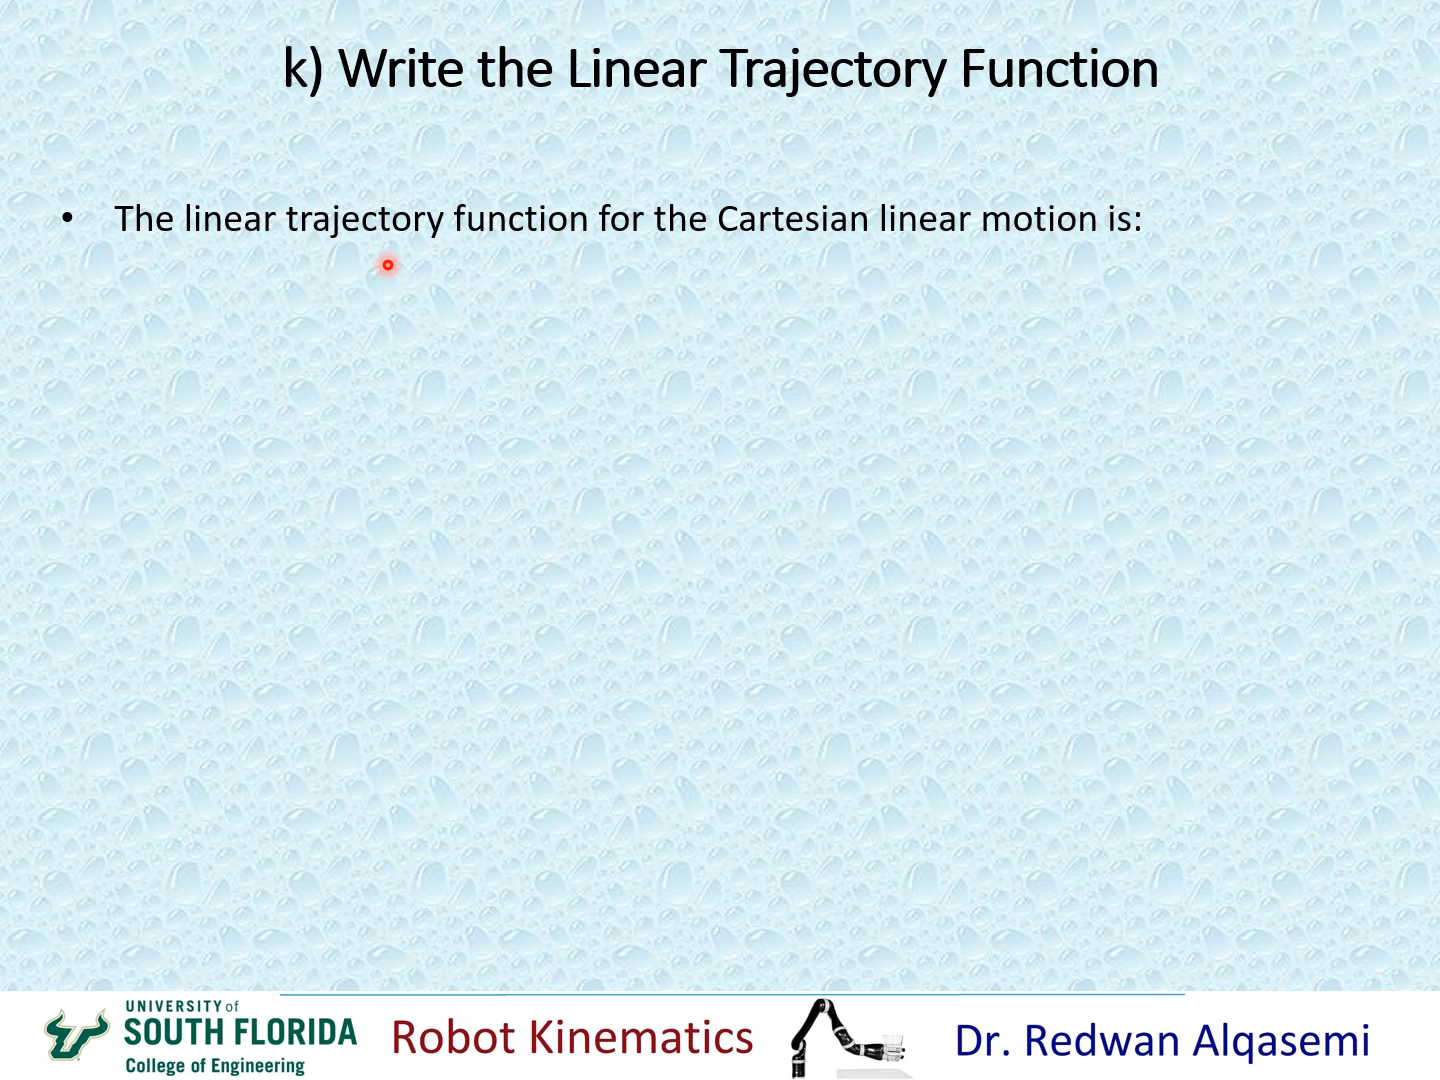 k) Write the Linear Trajectory Function
• The linear trajectory function for the Cartesian linear motion is:
UNIVERSITY of
SOUTH FLORIDA
College of Engineering
Robot Kinematics
Dr. Redwan Alqasemi